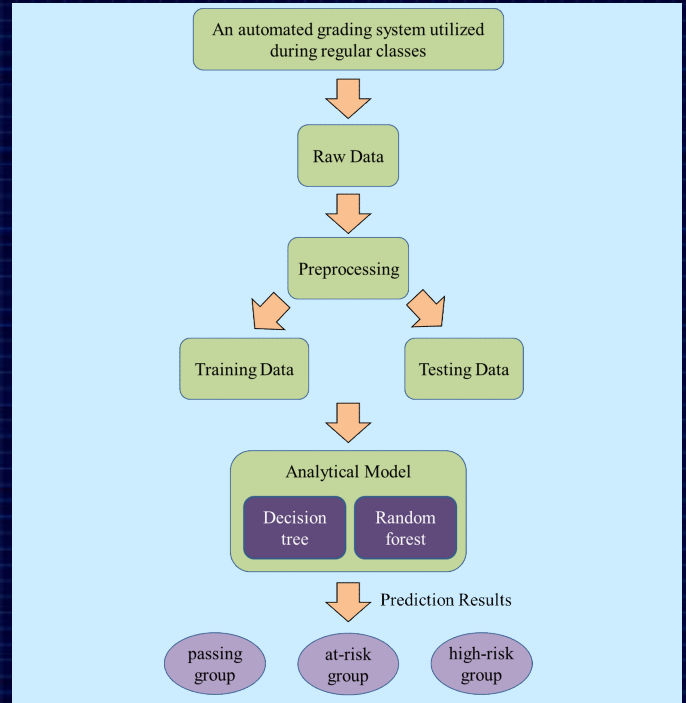 An automated grading system utilized
during regular classes
Raw Data
Preprocessing
Training Data
Testing Data
Analytical Model
Decision
tree
Random
forest
Prediction Results
passing
group
at-risk
group
high-risk
group